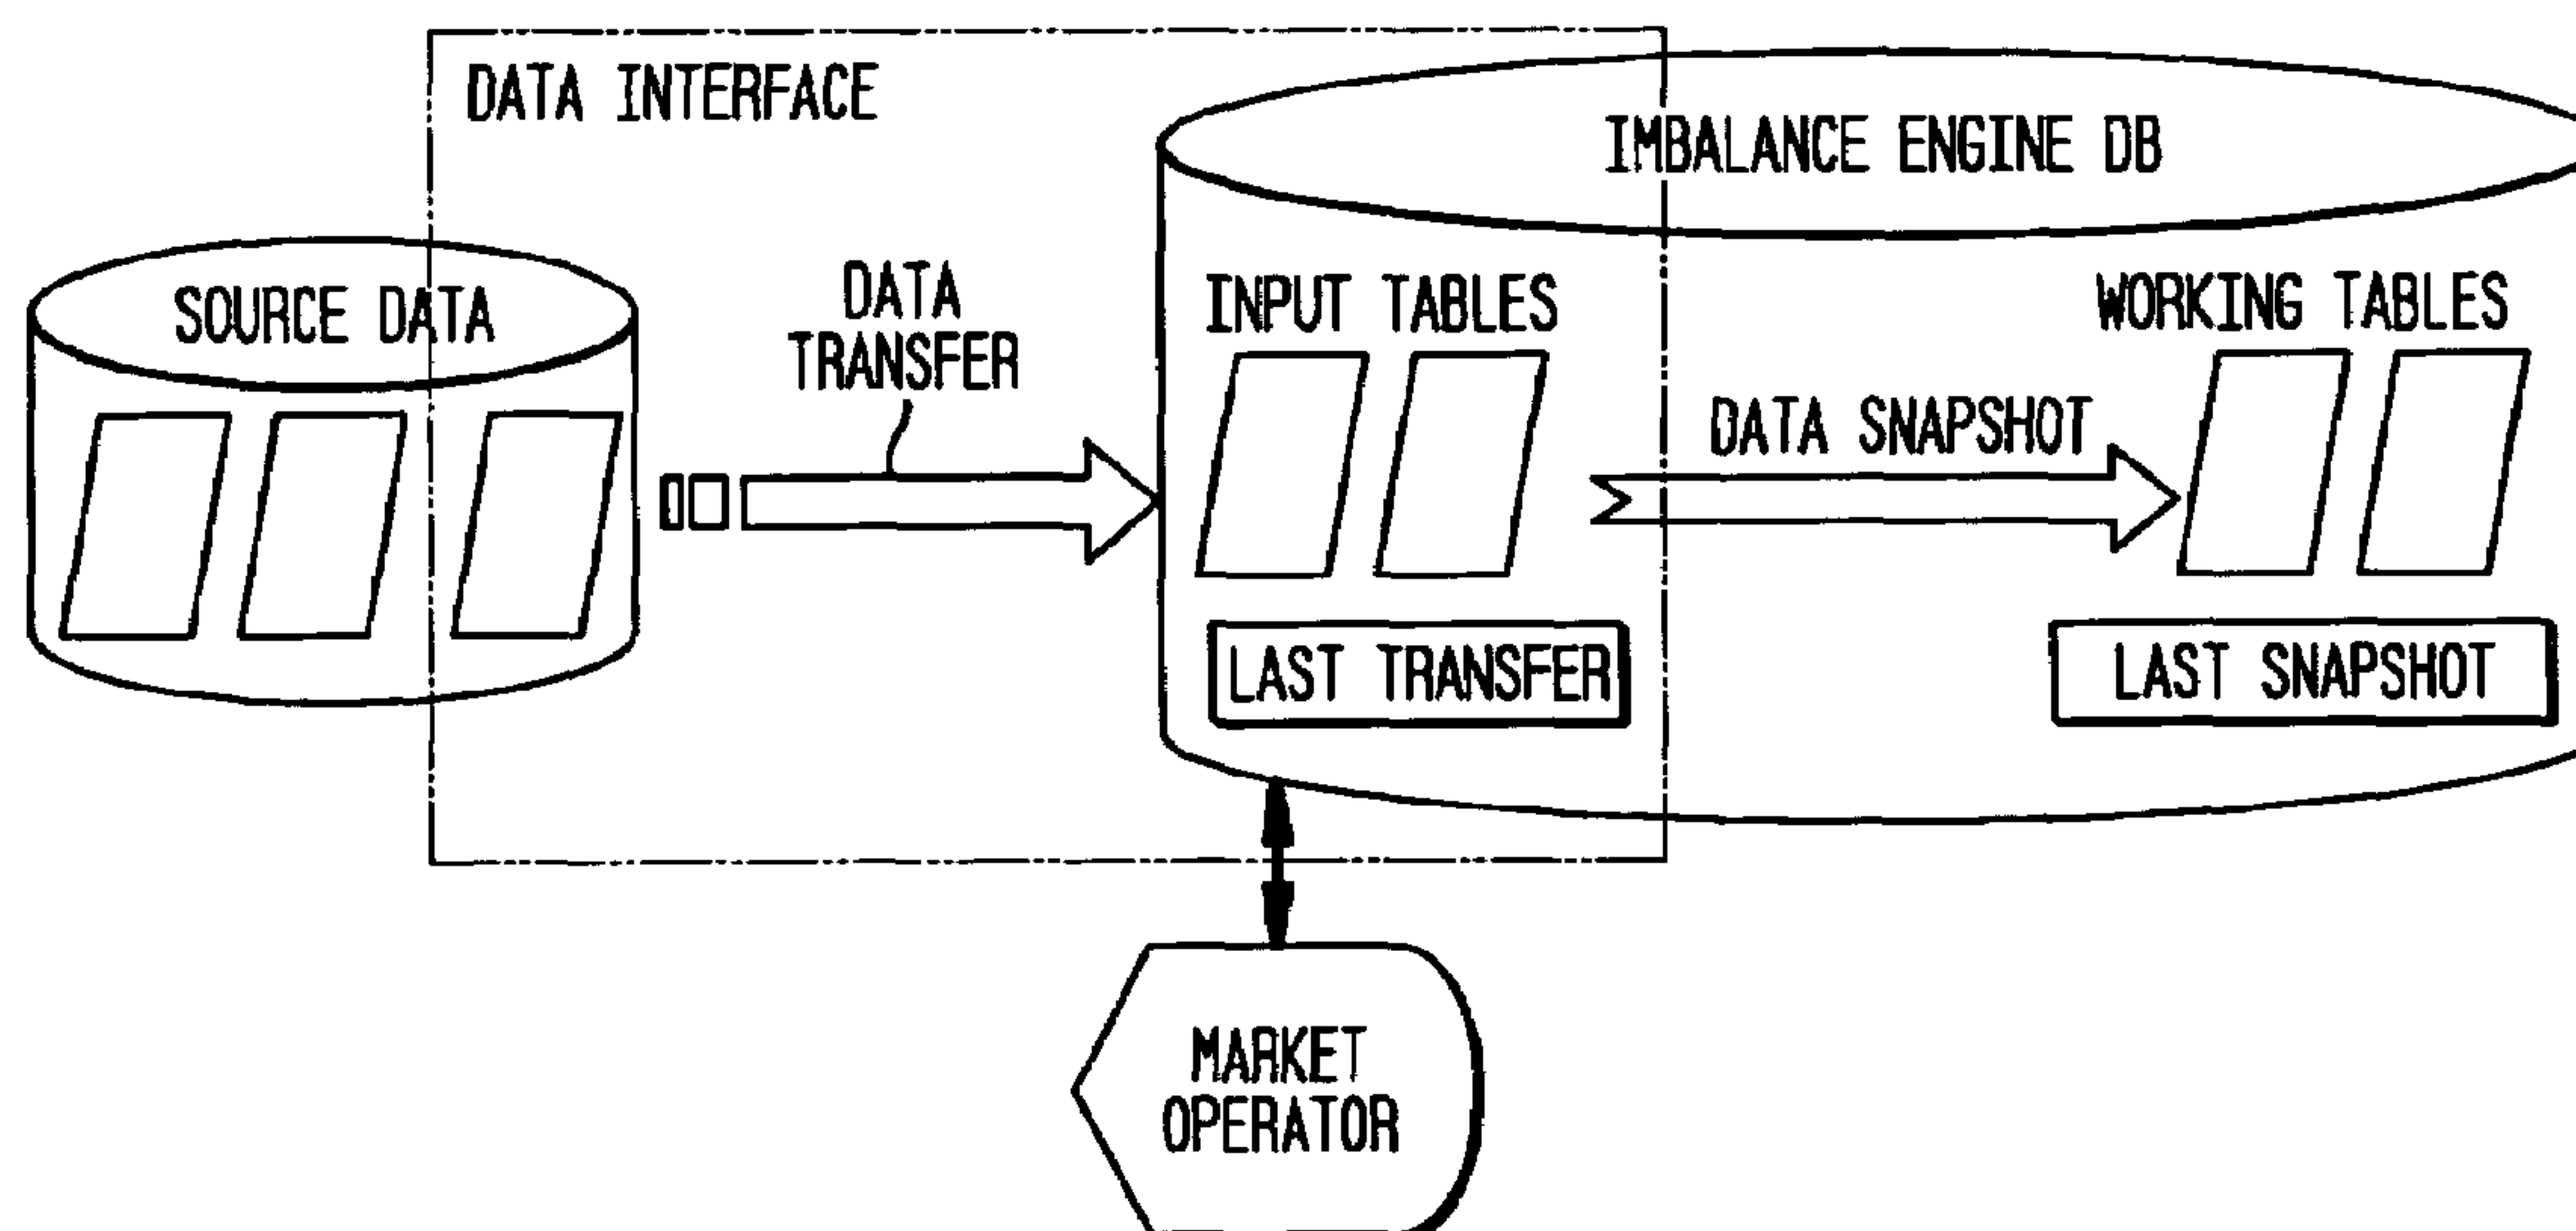 DATA INTERFACE
IMBALANCE ENGINE DB
SOURCE DATA
DATA
TRANSFER
INPUT TABLES
WORKING TABLES
DATA SNAPSHOT
LAST TRANSFER
LAST SNAPSHOT
MARKET
OPERATOR